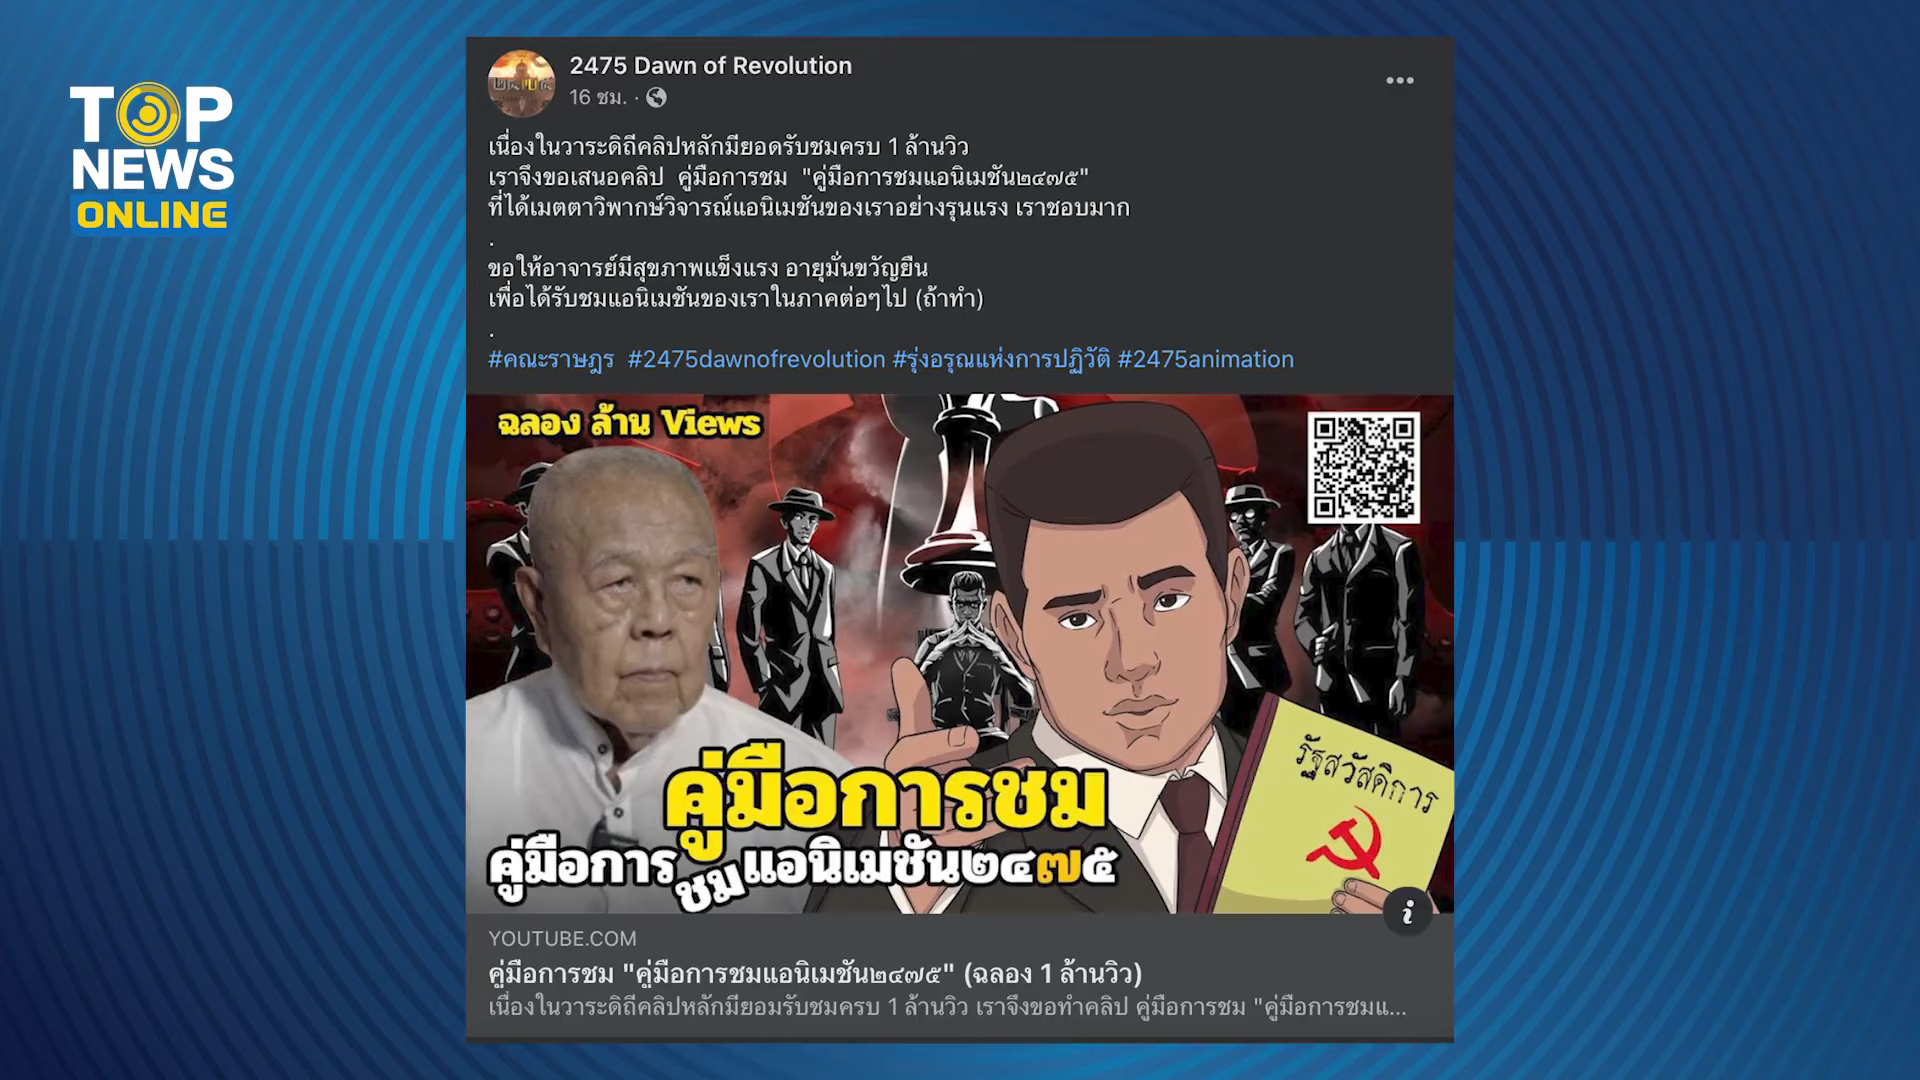 TOP
NEWS
ONLINE
2475 Dawn of Revolution
16 ชม. ·
เนื่องในวาระดิถีคลิปหลักมียอดรับชมครบ 1 ล้านวิว
เราจึงขอเสนอคลิป คู่มือการชม "คู่มือการชมแอนิเมชัน๒๔๗๕"
ที่ได้เมตตาวิพากษ์วิจารณ์แอนิเมชันของเราอย่างรุนแรง เราชอบมาก
.
ขอให้อาจารย์มีสุขภาพแข็งแรง อายุมั่นขวัญยืน
เพื่อได้รับชมแอนิเมชันของเราในภาคต่อๆไป (ถ้าทำ)
.
#คณะราษฎร #2475dawnofrevolution #รุ่งอรุณแห่งการปฏิวัติ #2475animation
ฉลอง ล้าน Views
รัฐสวัสดิการ
คู่มือการชม
คู่มือการชมแอนิเมชัน๒๔๗๕
YOUTUBE.COM
คู่มือการชม "คู่มือการชมแอนิเมชัน๒๔๗๕" (ฉลอง 1 ล้านวิว)
เนื่องในวาระดิถีคลิปหลักมียอมรับชมครบ 1 ล้านวิว เราจึงขอทำคลิป คู่มือการชม "คู่มือการชมแ...